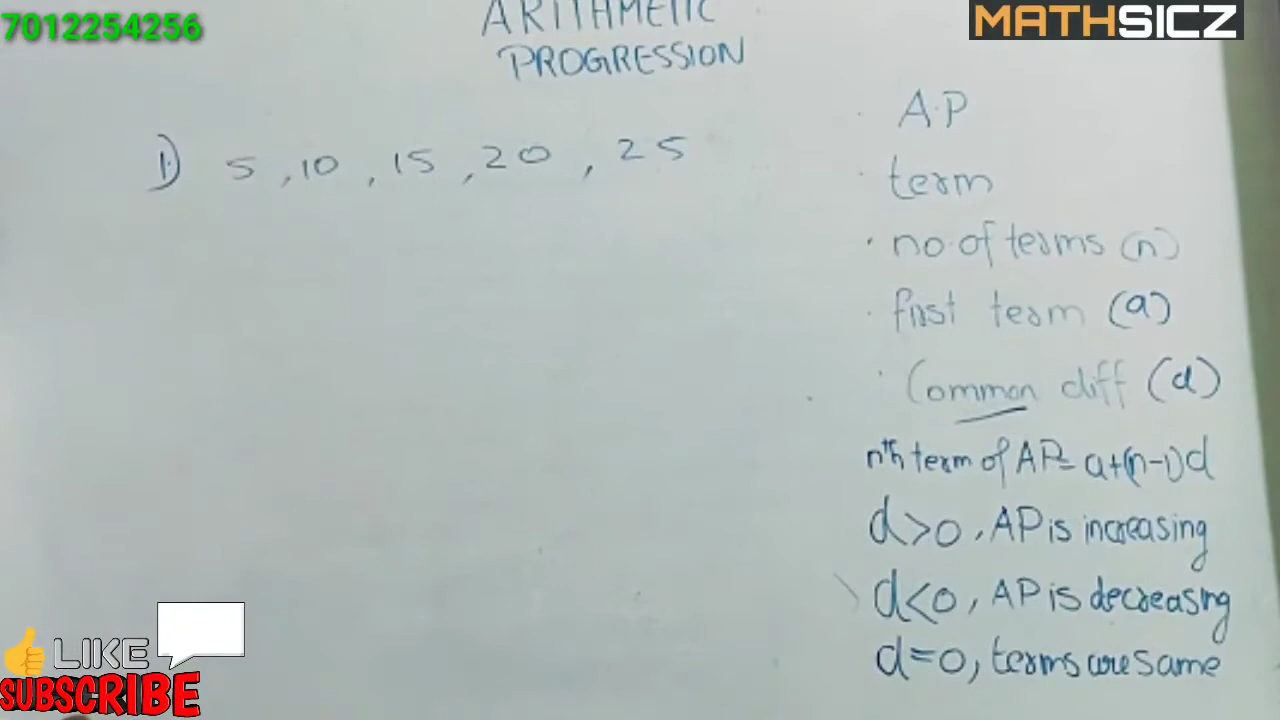 7012254256
MATHSICZ
ARITHMETIC
PROGRESSION
1) 5, 10, 15, 20, 25
. A.P
. term
. no. of terms (n)
. first term (a)
. Common diff (d)
nth term of AP = a+(n-1)d
d>0, AP is increasing
d<0, AP is decreasing
d=0, terms are same
LIKE
SUBSCRIBE